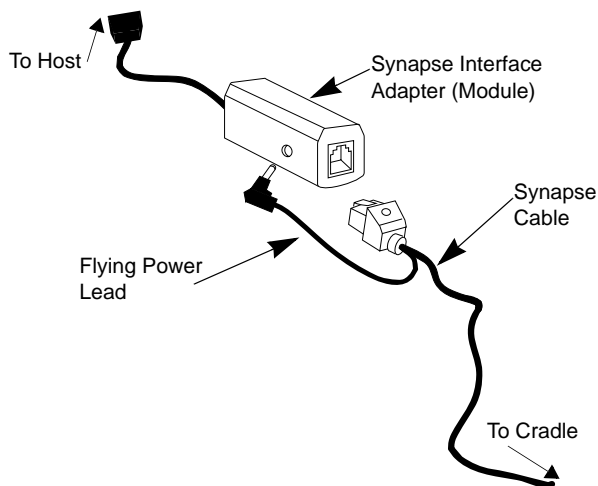 To Host
Synapse Interface
Adapter (Module)
Synapse
Cable
Flying Power
Lead
To Cradle